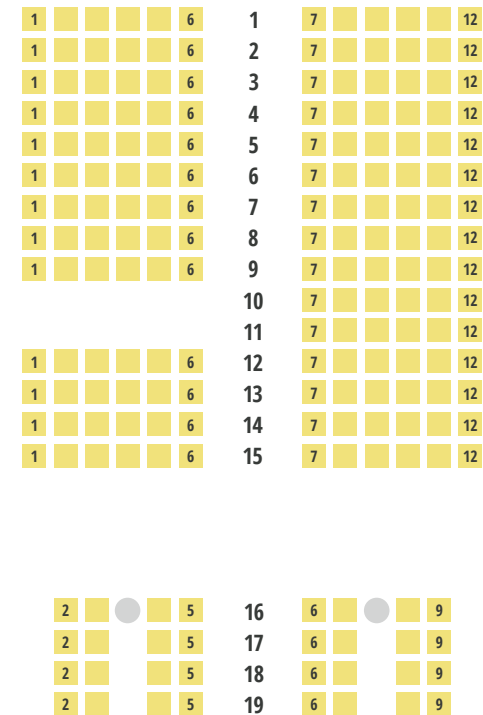 1 6 1 7 12
1 6 2 7 12
1 6 3 7 12
1 6 4 7 12
1 6 5 7 12
1 6 6 7 12
1 6 7 7 12
1 6 8 7 12
1 6 9 7 12
10 7 12
11 7 12
1 6 12 7 12
1 6 13 7 12
1 6 14 7 12
1 6 15 7 12
2 5 16 6 9
2 5 17 6 9
2 5 18 6 9
2 5 19 6 9